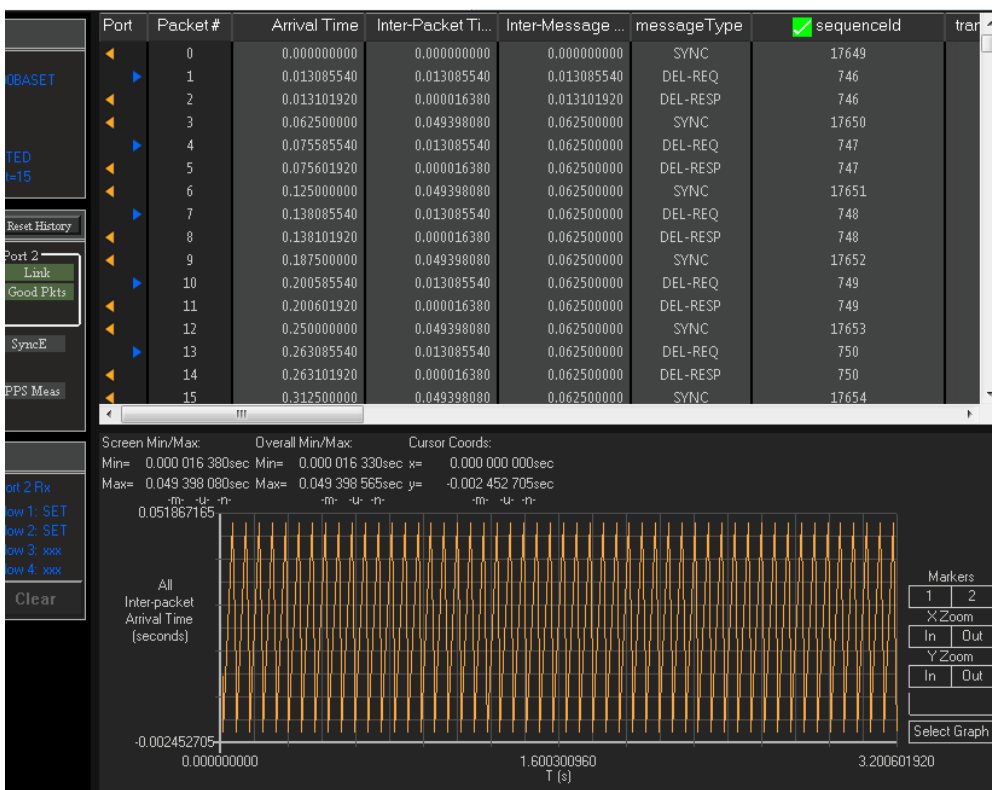 Port Packet # Arrival Time Inter-Packet Ti... Inter-Message ... messageType sequenceId tran
0 0.000000000 0.000000000 0.000000000 SYNC 17649
1 0.013085540 0.013085540 0.013085540 DEL-REQ 746
2 0.013101920 0.000016380 0.013101920 DEL-RESP 746
3 0.062500000 0.049398080 0.062500000 SYNC 17650
4 0.075585540 0.013085540 0.062500000 DEL-REQ 747
5 0.075601920 0.000016380 0.062500000 DEL-RESP 747
6 0.125000000 0.049398080 0.062500000 SYNC 17651
7 0.138085540 0.013085540 0.062500000 DEL-REQ 748
8 0.138101920 0.000016380 0.062500000 DEL-RESP 748
9 0.187500000 0.049398080 0.062500000 SYNC 17652
10 0.200585540 0.013085540 0.062500000 DEL-REQ 749
11 0.200601920 0.000016380 0.062500000 DEL-RESP 749
12 0.250000000 0.049398080 0.062500000 SYNC 17653
13 0.263085540 0.013085540 0.062500000 DEL-REQ 750
14 0.263101920 0.000016380 0.062500000 DEL-RESP 750
15 0.312500000 0.049398080 0.062500000 SYNC 17654
00BASET
TED
t=15
Reset History
Port 2
Link
Good Pkts
SyncE
PPS Meas
ort 2 Rx
low 1: SET
low 2: SET
low 3: xxx
low 4: xxx
Clear
Screen Min/Max: Overall Min/Max: Cursor Coords:
Min= 0.000 016 380sec Min= 0.000 016 330sec x= 0.000 000 000sec
Max= 0.049 398 080sec Max= 0.049 398 565sec y= -0.002 452 705sec
-m- -u- -n- -m- -u- -n- -m- -u- -n-
0.051867165
All
Inter-packet
Arrival Time
(seconds)
-0.002452705
0.000000000 1.600300960 3.200601920
T (s)
Markers
1 2
X Zoom
In Out
Y Zoom
In Out
Select Graph